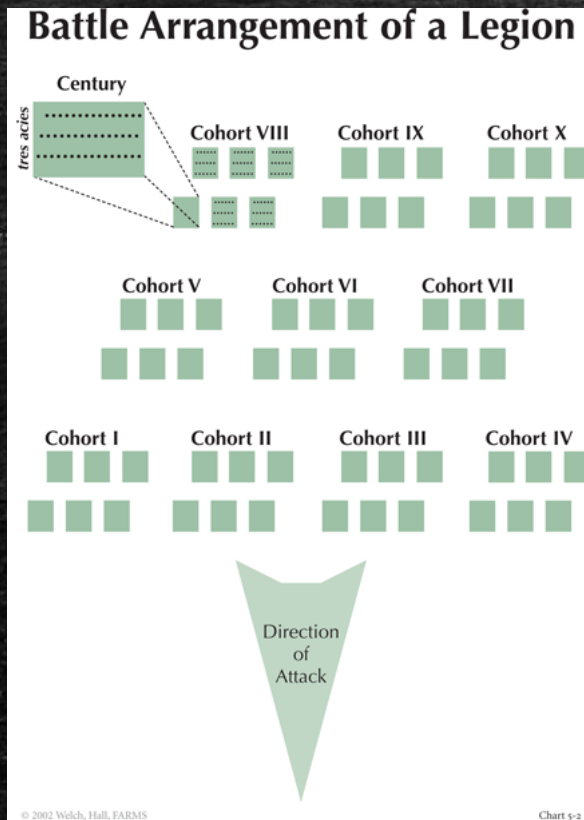 Battle Arrangement of a Legion
Century
tres acies
Cohort VIII
Cohort IX
Cohort X
Cohort V
Cohort VI
Cohort VII
Cohort I
Cohort II
Cohort III
Cohort IV
Direction
of
Attack
© 2002 Welch, Hall, FARMS
Chart 5-2